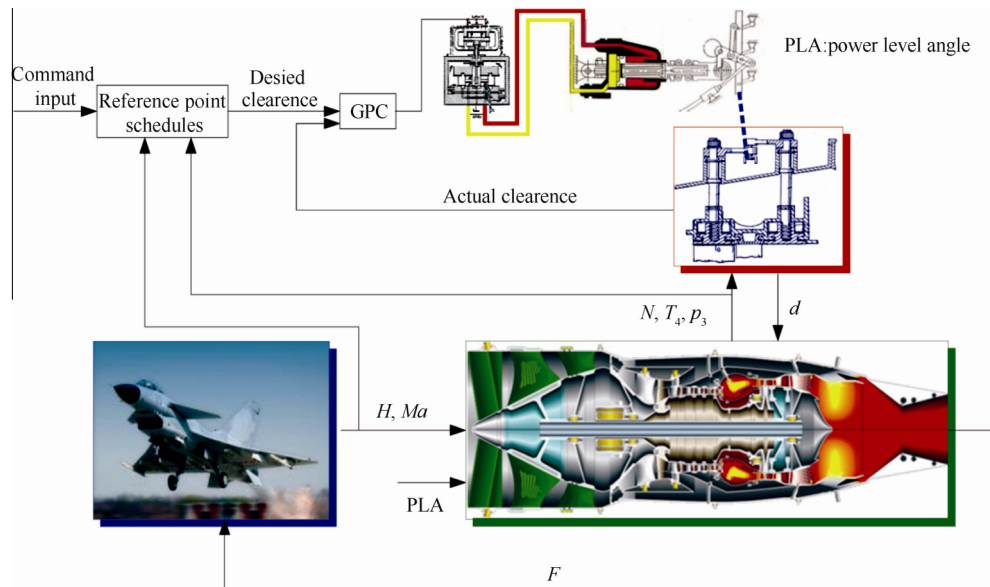 PLA:power level angle
Command
input
Reference point
schedules
Desied
clearence
GPC
Actual clearence
N, T4, p3
d
H, Ma
PLA
F